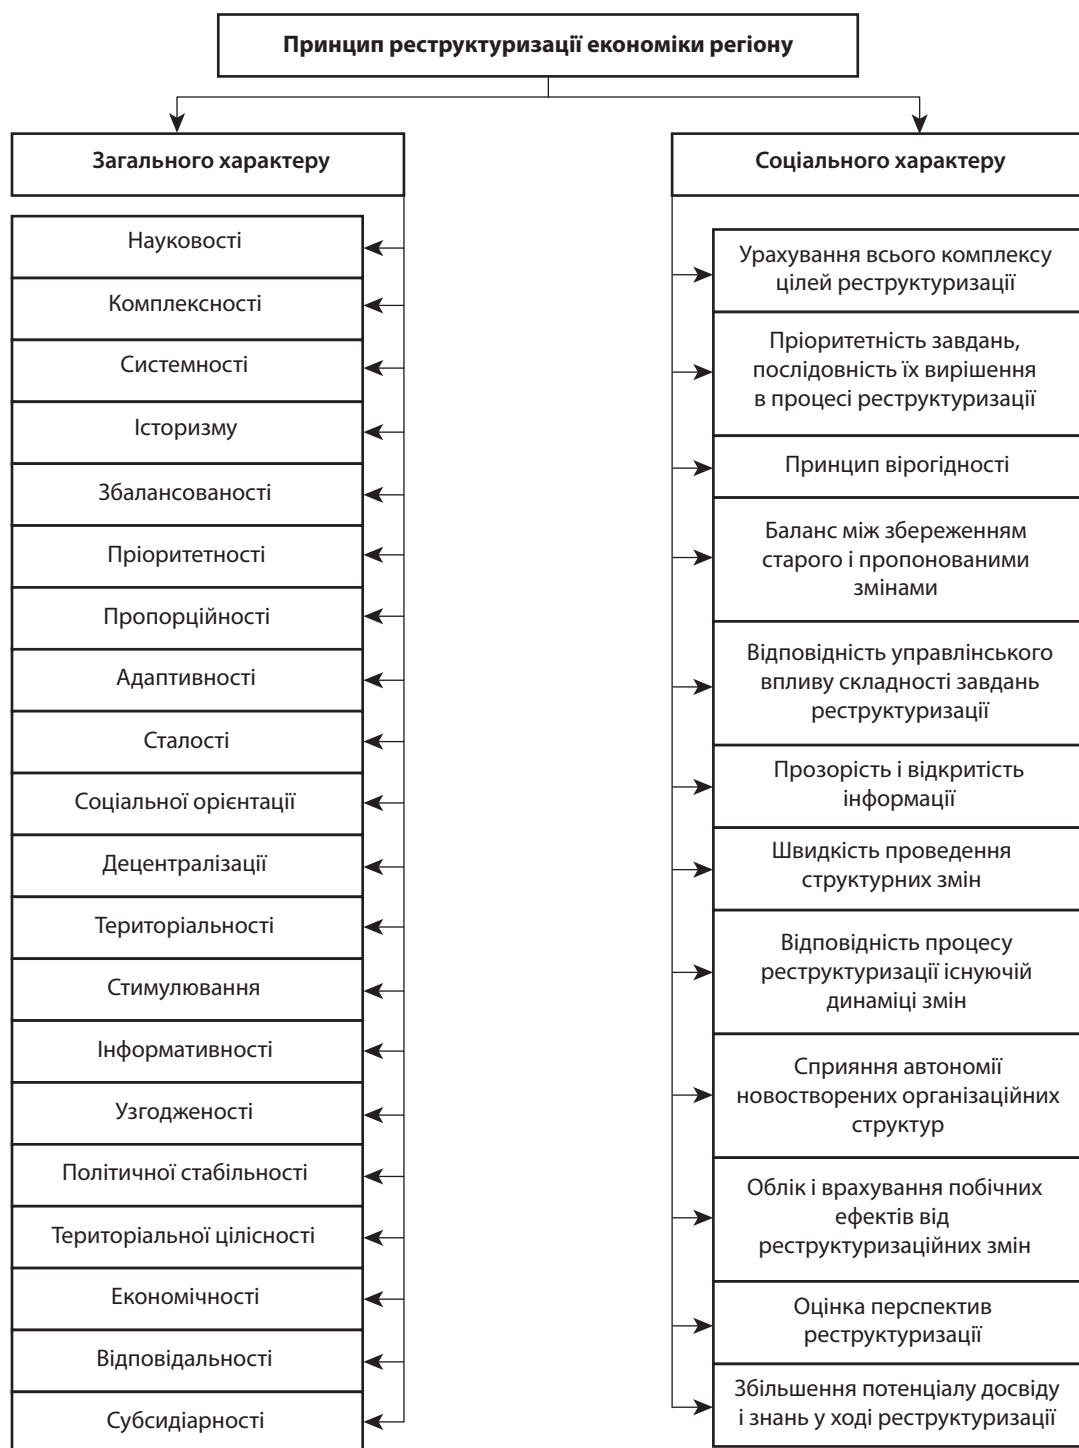 Принцип реструктуризації економіки регіону
Загального характеру
Науковості
Комплексності
Системності
Історизму
Збалансованості
Пріоритетності
Пропорційності
Адаптивності
Сталості
Соціальної орієнтації
Децентралізації
Територіальності
Стимулювання
Інформативності
Узгодженості
Політичної стабільності
Територіальної цілісності
Економічності
Відповідальності
Субсидіарності
Соціального характеру
Урахування всього комплексу
цілей реструктуризації
Пріоритетність завдань,
послідовність їх вирішення
в процесі реструктуризації
Принцип вірогідності
Баланс між збереженням
старого і пропонованими
змінами
Відповідність управлінського
впливу складності завдань
реструктуризації
Прозорість і відкритість
інформації
Швидкість проведення
структурних змін
Відповідність процесу
реструктуризації існуючій
динаміці змін
Сприяння автономії
новостворених організаційних
структур
Облік і врахування побічних
ефектів від
реструктуризаційних змін
Оцінка перспектив
реструктуризації
Збільшення потенціалу досвіду
і знань у ході реструктуризації